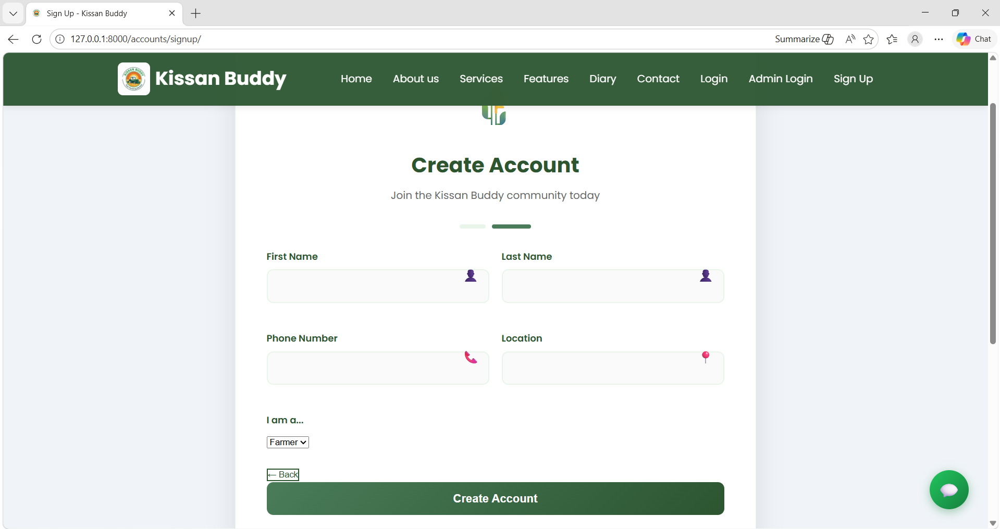 Sign Up - Kissan Buddy
127.0.0.1:8000/accounts/signup/
Summarize
Chat
Kissan Buddy
Home
About us
Services
Features
Diary
Contact
Login
Admin Login
Sign Up
Create Account
Join the Kissan Buddy community today
First Name
Last Name
Phone Number
Location
I am a...
Farmer
← Back
Create Account